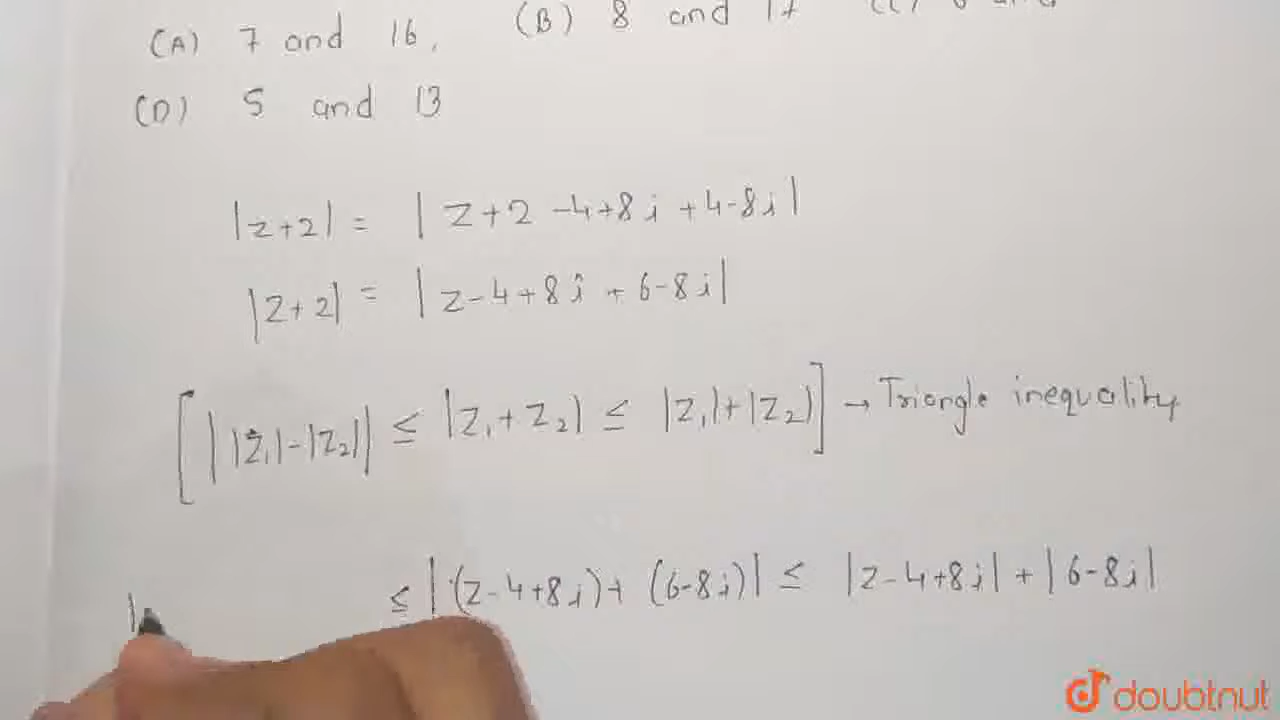 (A) 7 and 16, (B) 8 and 17
(D) 5 and 13
|z+2| = | z+2 -4+8i +4-8i|
|z+2| = | z-4+8i + 6-8i|
[| |z₁|-|z₂|| ≤ |z₁+z₂| ≤ |z₁|+|z₂|] → Triangle inequality
≤ |(z-4+8i)+ (6-8i)| ≤ |z-4+8i| + |6-8i|
doubtnut